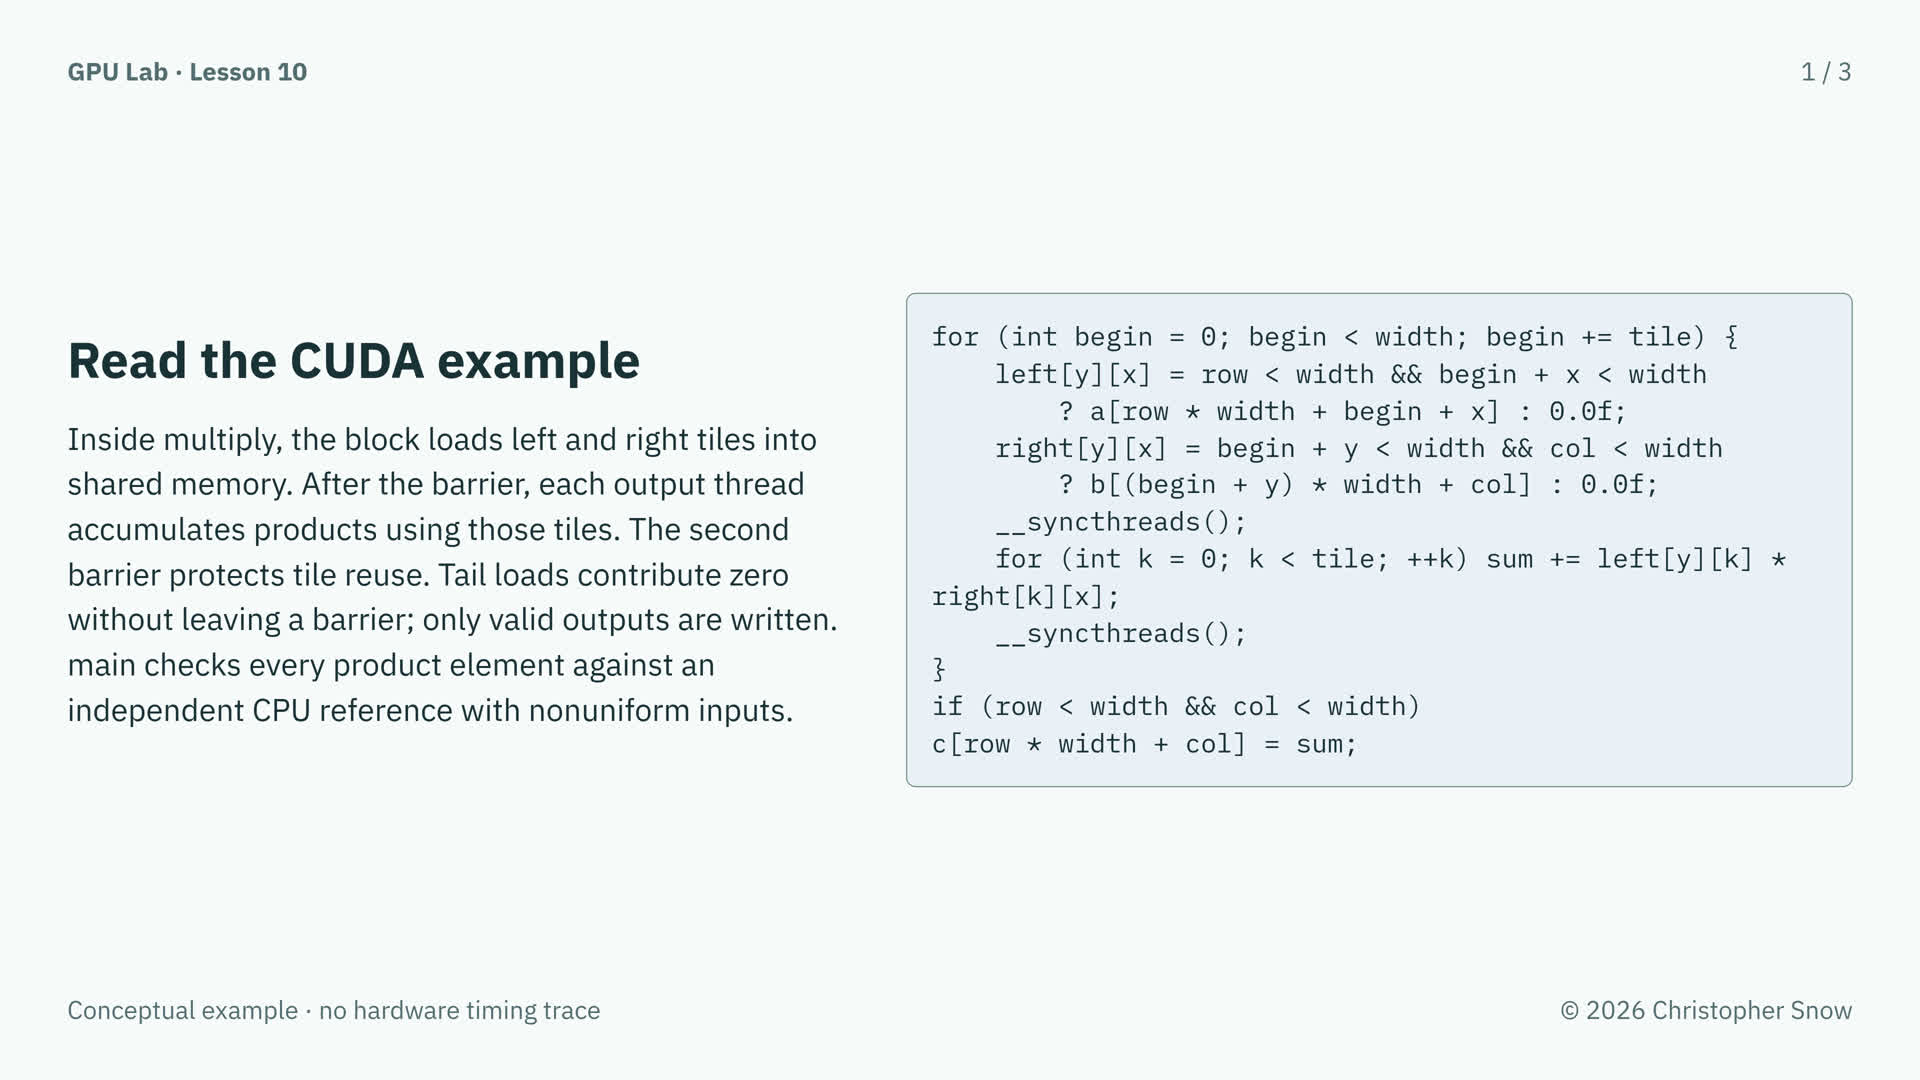 GPU Lab · Lesson 10
1 / 3
Read the CUDA example
Inside multiply, the block loads left and right tiles into
shared memory. After the barrier, each output thread
accumulates products using those tiles. The second
barrier protects tile reuse. Tail loads contribute zero
without leaving a barrier; only valid outputs are written.
main checks every product element against an
independent CPU reference with nonuniform inputs.
for (int begin = 0; begin < width; begin += tile) {
    left[y][x] = row < width && begin + x < width
        ? a[row * width + begin + x] : 0.0f;
    right[y][x] = begin + y < width && col < width
        ? b[(begin + y) * width + col] : 0.0f;
    __syncthreads();
    for (int k = 0; k < tile; ++k) sum += left[y][k] *
right[k][x];
    __syncthreads();
}
if (row < width && col < width)
c[row * width + col] = sum;
Conceptual example · no hardware timing trace
© 2026 Christopher Snow